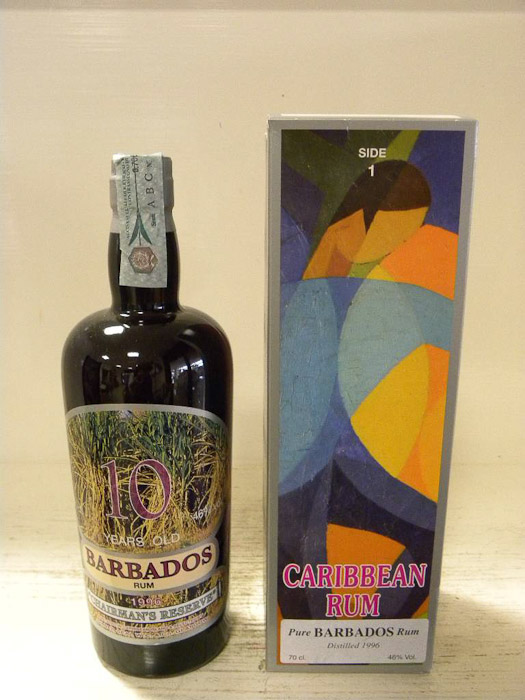 A B C
10
46%
YEARS OLD
BARBADOS
RUM
1996
"CHAIRMAN'S RESERVE"
SIDE
1
CARIBBEAN
RUM
Pure BARBADOS Rum
Distilled 1996
70 cl.
46% Vol.